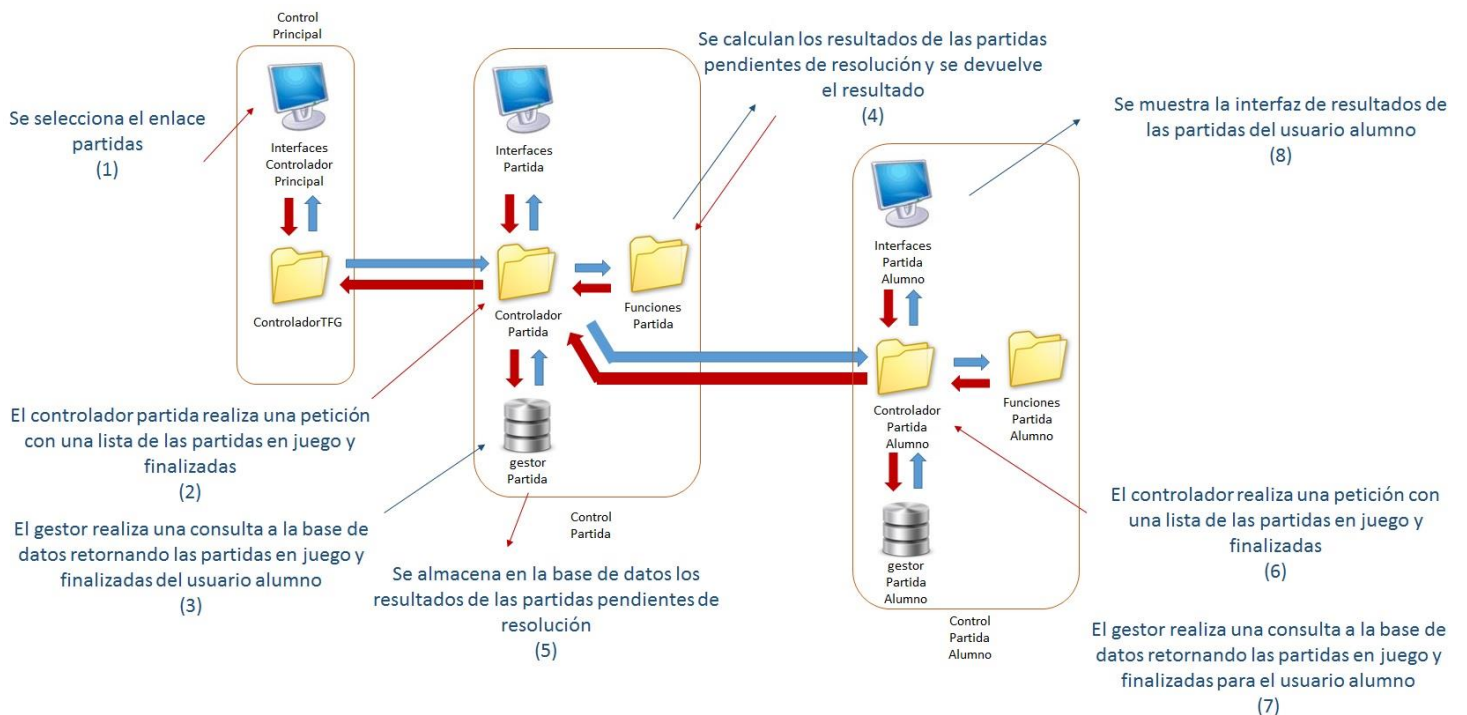 Control
Principal
Se selecciona el enlace
partidas
(1)
Interfaces
Controlador
Principal
ControladorTFG
Interfaces
Partida
Controlador
Partida
Funciones
Partida
gestor
Partida
Control
Partida
Se calculan los resultados de las partidas
pendientes de resolución y se devuelve
el resultado
(4)
Se muestra la interfaz de resultados de
las partidas del usuario alumno
(8)
Interfaces
Partida
Alumno
Controlador
Partida
Alumno
Funciones
Partida
Alumno
gestor
Partida
Alumno
Control
Partida
Alumno
El controlador partida realiza una petición
con una lista de las partidas en juego y
finalizadas
(2)
El gestor realiza una consulta a la base de
datos retornando las partidas en juego y
finalizadas del usuario alumno
(3)
Se almacena en la base de datos los
resultados de las partidas pendientes de
resolución
(5)
El controlador realiza una petición con
una lista de las partidas en juego y
finalizadas
(6)
El gestor realiza una consulta a la base de
datos retornando las partidas en juego y
finalizadas para el usuario alumno
(7)